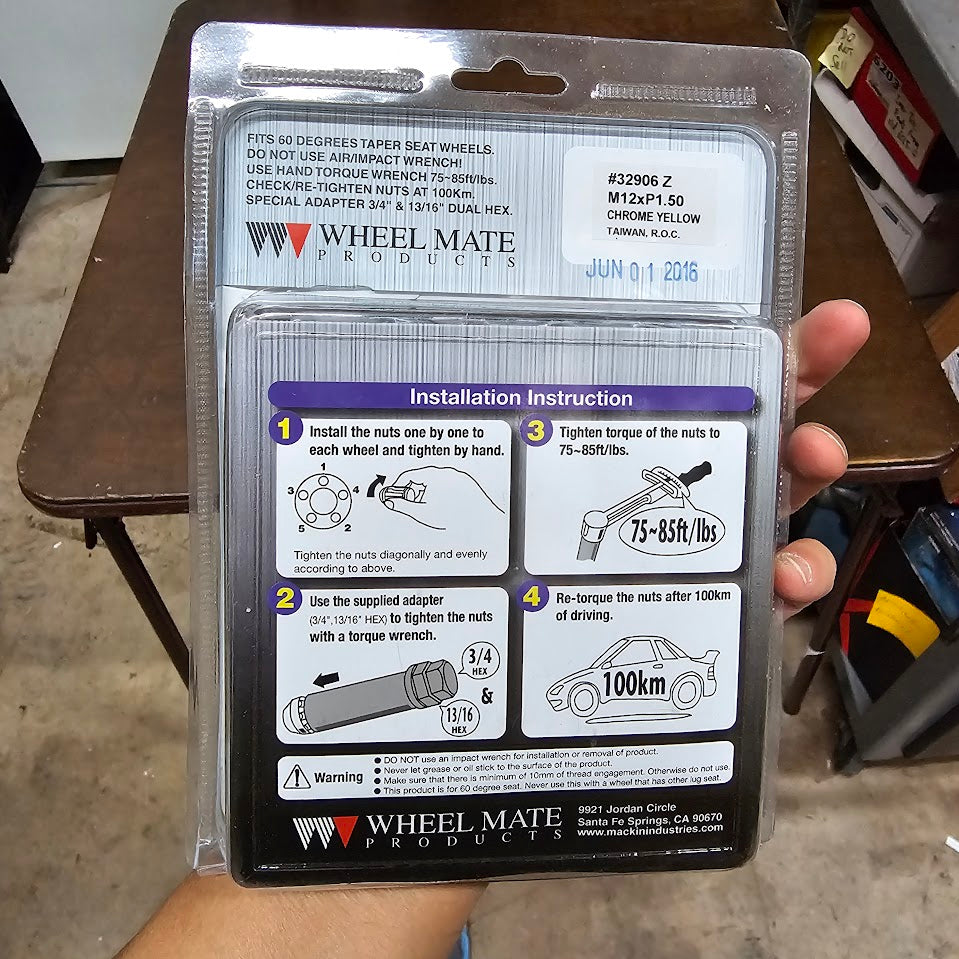 FITS 60 DEGREES TAPER SEAT WHEELS.
DO NOT USE AIR/IMPACT WRENCH!
USE HAND TORQUE WRENCH 75~85ft/lbs.
CHECK/RE-TIGHTEN NUTS AT 100Km.
SPECIAL ADAPTER 3/4" & 13/16" DUAL HEX.
WHEEL MATE
PRODUCTS
#32906 Z
M12xP1.50
CHROME YELLOW
TAIWAN, R.O.C.
JUN 01 2016
Installation Instruction
1
Install the nuts one by one to
each wheel and tighten by hand.
1
3
4
5
2
Tighten the nuts diagonally and evenly
according to above.
2
Use the supplied adapter
(3/4",13/16" HEX) to tighten the nuts
with a torque wrench.
3/4
HEX
&
13/16
HEX
3
Tighten torque of the nuts to
75~85ft/lbs.
75~85ft/lbs
4
Re-torque the nuts after 100km
of driving.
100km
Warning
• DO NOT use an impact wrench for installation or removal of product.
• Never let grease or oil stick to the surface of the product.
• Make sure that there is minimum of 10mm of thread engagement. Otherwise do not use.
• This product is for 60 degree seat. Never use this with a wheel that has other lug seat.
WHEEL MATE
PRODUCTS
9921 Jordan Circle
Santa Fe Springs, CA 90670
www.mackinindustries.com